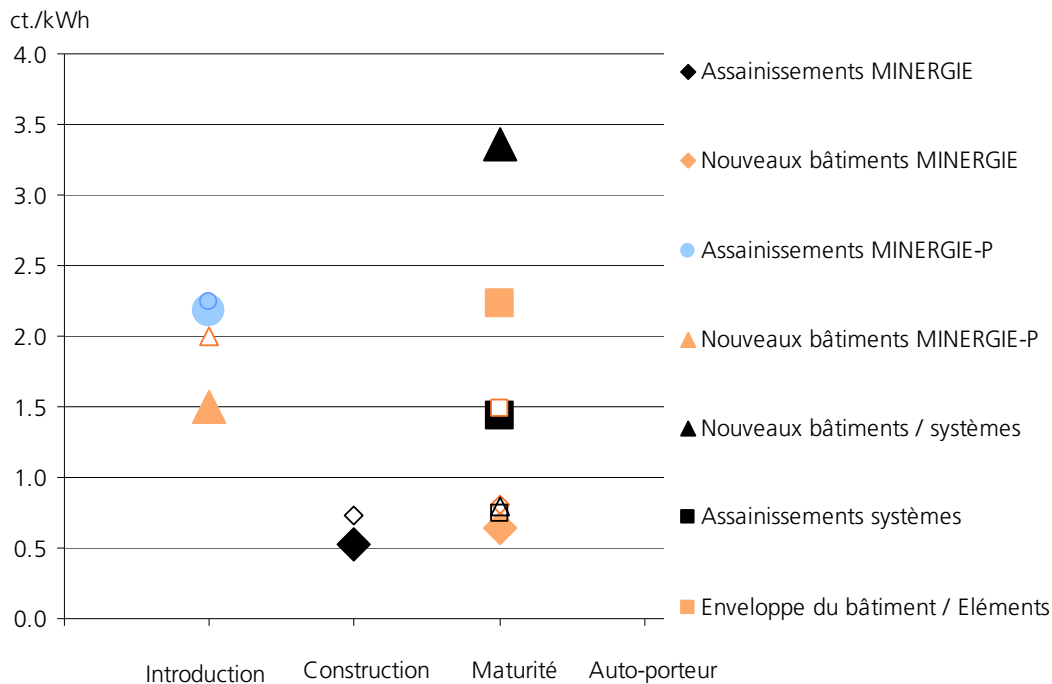 ct./kWh
4.0
3.5
3.0
2.5
2.0
1.5
1.0
0.5
0.0
Introduction
Construction
Maturité
Auto-porteur
Assainissements MINERGIE
Nouveaux bâtiments MINERGIE
Assainissements MINERGIE-P
Nouveaux bâtiments MINERGIE-P
Nouveaux bâtiments / systèmes
Assainissements systèmes
Enveloppe du bâtiment / Eléments